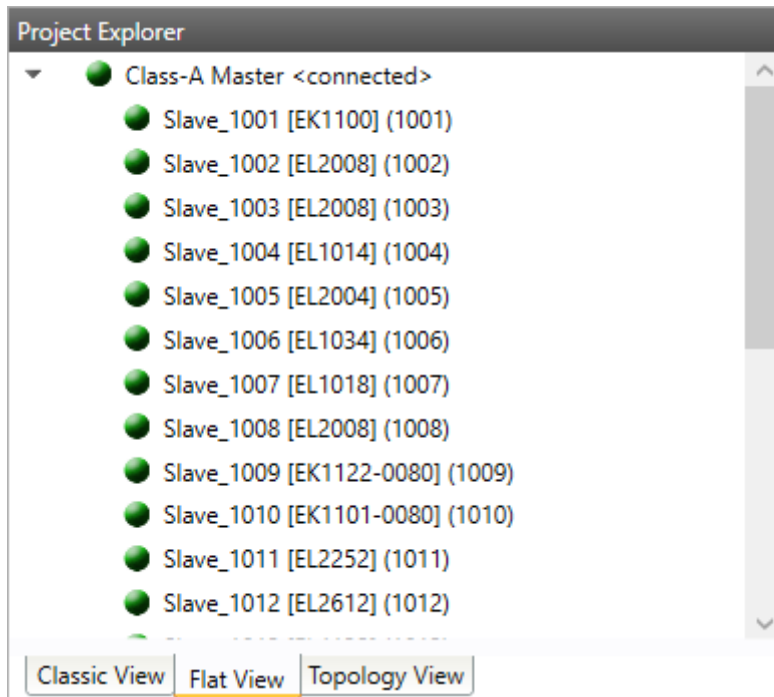 Project Explorer
Class-A Master <connected>
Slave_1001 [EK1100] (1001)
Slave_1002 [EL2008] (1002)
Slave_1003 [EL2008] (1003)
Slave_1004 [EL1014] (1004)
Slave_1005 [EL2004] (1005)
Slave_1006 [EL1034] (1006)
Slave_1007 [EL1018] (1007)
Slave_1008 [EL2008] (1008)
Slave_1009 [EK1122-0080] (1009)
Slave_1010 [EK1101-0080] (1010)
Slave_1011 [EL2252] (1011)
Slave_1012 [EL2612] (1012)
Classic View Flat View Topology View